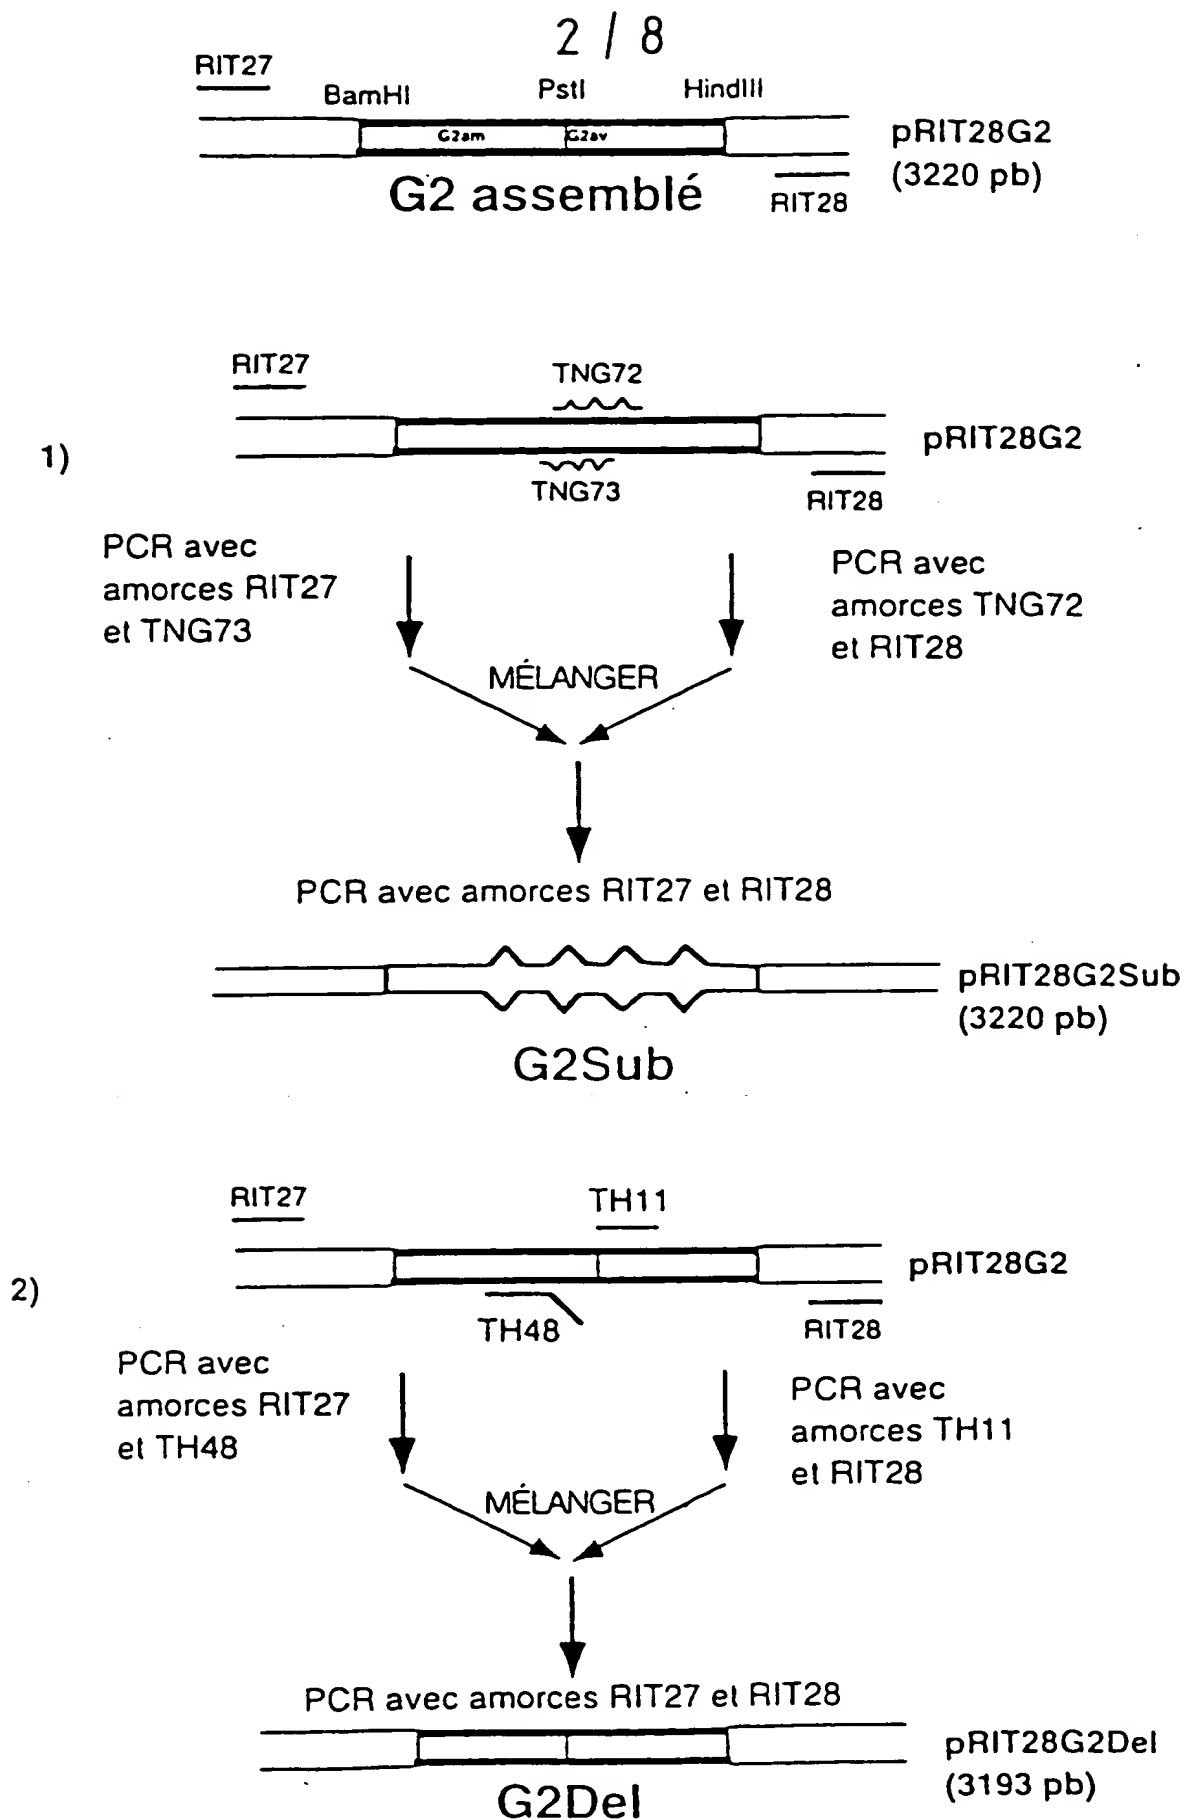 2 / 8
RIT27
BamHI PstI HindIII
G2am G2av
pRIT28G2
(3220 pb)
G2 assemblé
RIT28
1)
RIT27
TNG72
pRIT28G2
TNG73
RIT28
PCR avec
amorces RIT27
et TNG73
PCR avec
amorces TNG72
et RIT28
MÉLANGER
PCR avec amorces RIT27 et RIT28
pRIT28G2Sub
(3220 pb)
G2Sub
2)
RIT27
TH11
pRIT28G2
TH48
RIT28
PCR avec
amorces RIT27
et TH48
PCR avec
amorces TH11
et RIT28
MÉLANGER
PCR avec amorces RIT27 et RIT28
pRIT28G2Del
(3193 pb)
G2Del